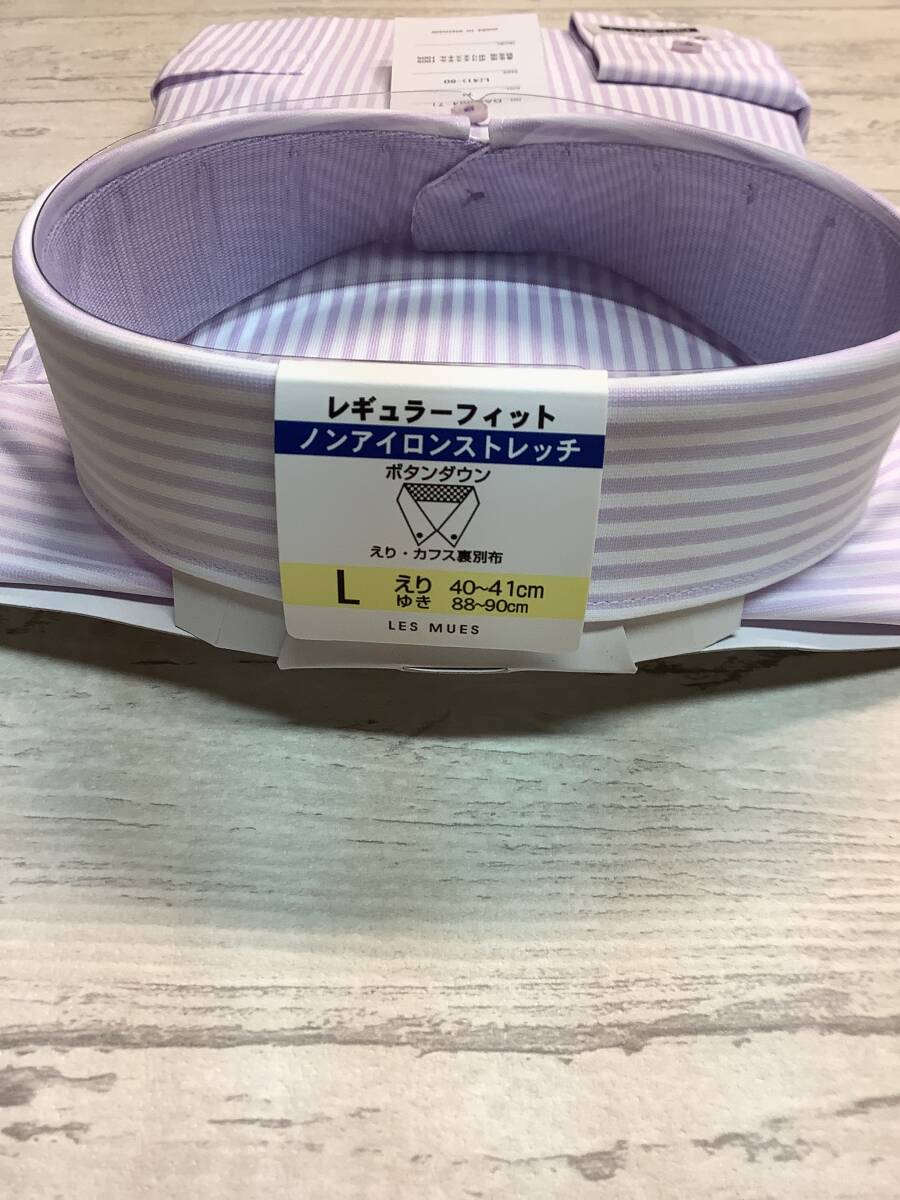 レギュラーフィット
ノンアイロンストレッチ
ボタンダウン
えり・カフス裏別布
L えり 40~41cm
ゆき 88~90cm
LES MUES